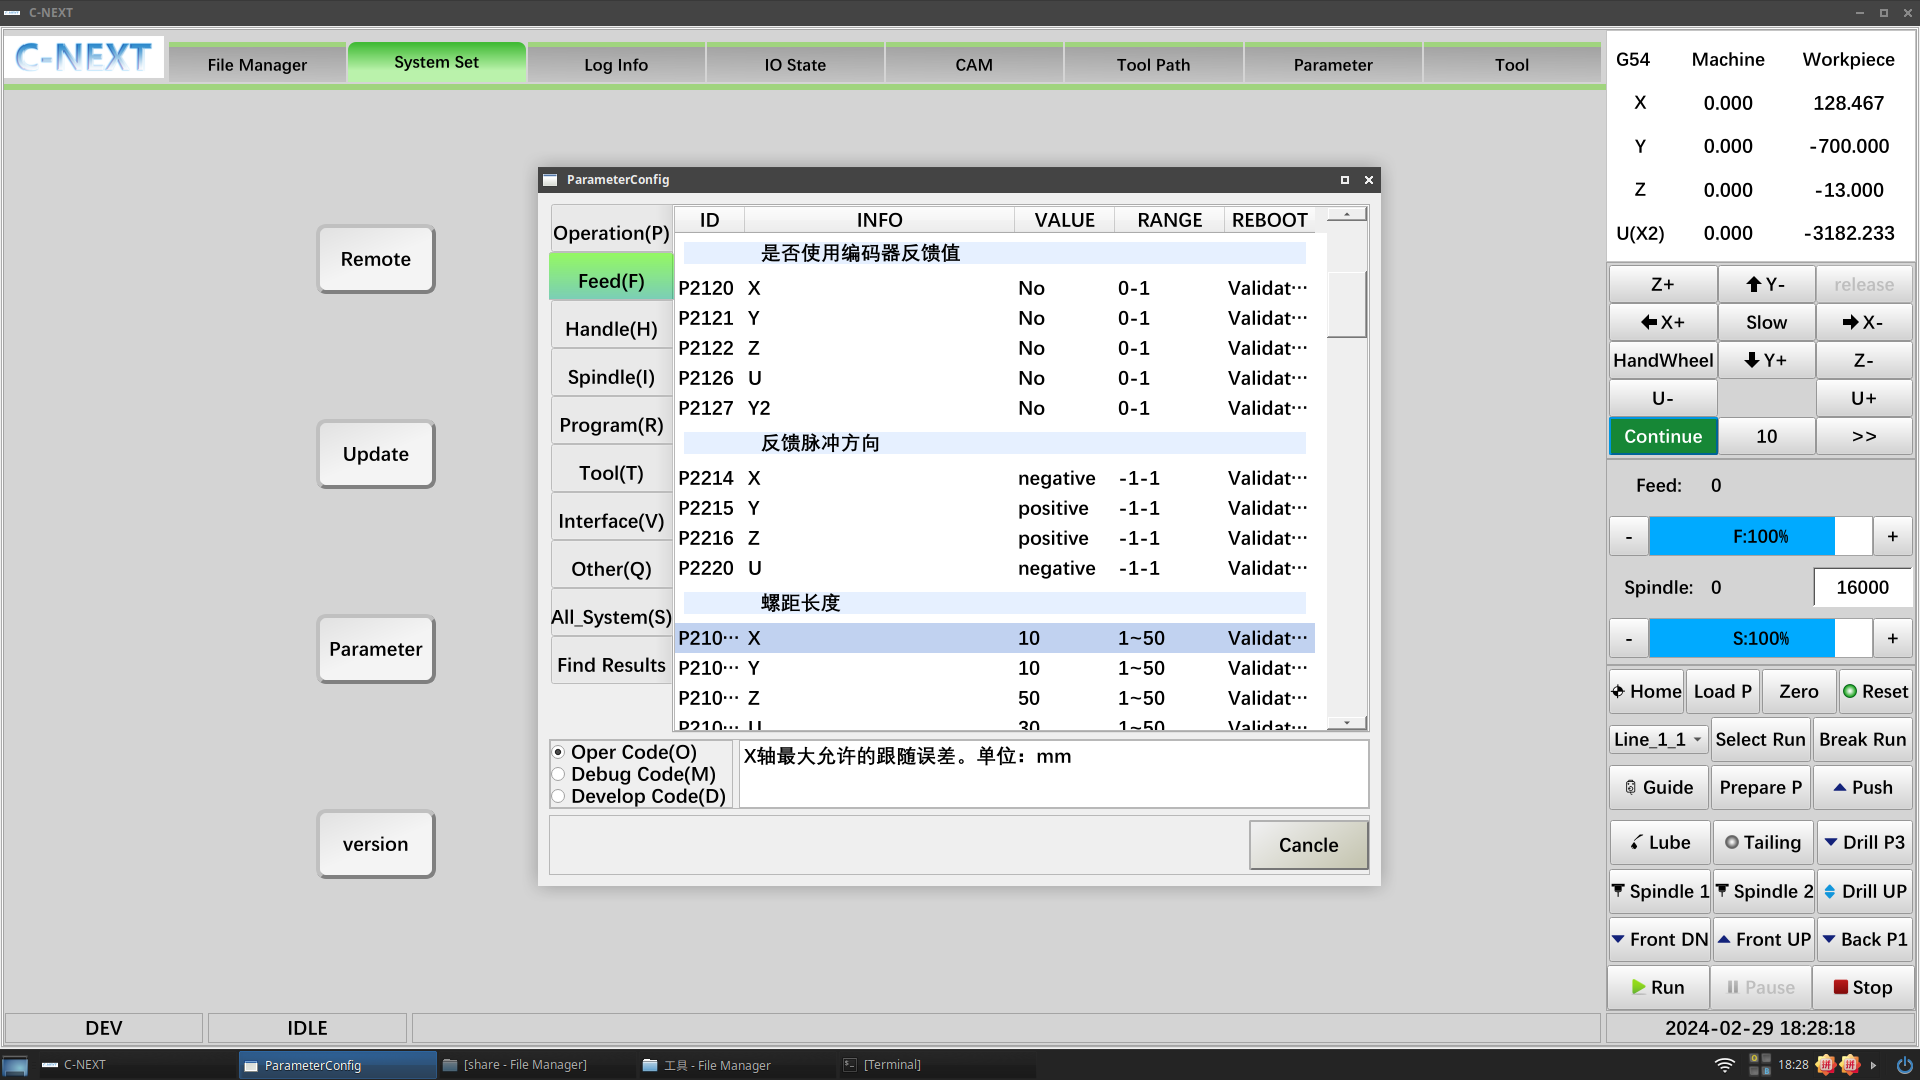 C-NEXT
C-NEXT
File Manager
System Set
Log Info
IO State
CAM
Tool Path
Parameter
Tool
G54 Machine Workpiece
X 0.000 128.467
Y 0.000 -700.000
Z 0.000 -13.000
U(X2) 0.000 -3182.233
Remote
Update
Parameter
version
ParameterConfig
Operation(P)
Feed(F)
Handle(H)
Spindle(I)
Program(R)
Tool(T)
Interface(V)
Other(Q)
All_System(S)
Find Results
ID INFO VALUE RANGE REBOOT
是否使用编码器反馈值
P2120 X No 0-1 Validat···
P2121 Y No 0-1 Validat···
P2122 Z No 0-1 Validat···
P2126 U No 0-1 Validat···
P2127 Y2 No 0-1 Validat···
反馈脉冲方向
P2214 X negative -1-1 Validat···
P2215 Y positive -1-1 Validat···
P2216 Z positive -1-1 Validat···
P2220 U negative -1-1 Validat···
螺距长度
P210··· X 10 1~50 Validat···
P210··· Y 10 1~50 Validat···
P210··· Z 50 1~50 Validat···
P210··· U 30 1~50 Validat···
Oper Code(O)
Debug Code(M)
Develop Code(D)
X轴最大允许的跟随误差。单位：mm
Cancle
Z+ Y- release
X+ Slow X-
HandWheel Y+ Z-
U- U+
Continue 10 >>
Feed: 0
- F:100% +
Spindle: 0 16000
- S:100% +
Home Load P Zero Reset
Line_1_1 Select Run Break Run
Guide Prepare P Push
Lube Tailing Drill P3
Spindle 1 Spindle 2 Drill UP
Front DN Front UP Back P1
Run Pause Stop
DEV IDLE 2024-02-29 18:28:18
C-NEXT ParameterConfig [share - File Manager] 工具 - File Manager [Terminal] 18:28